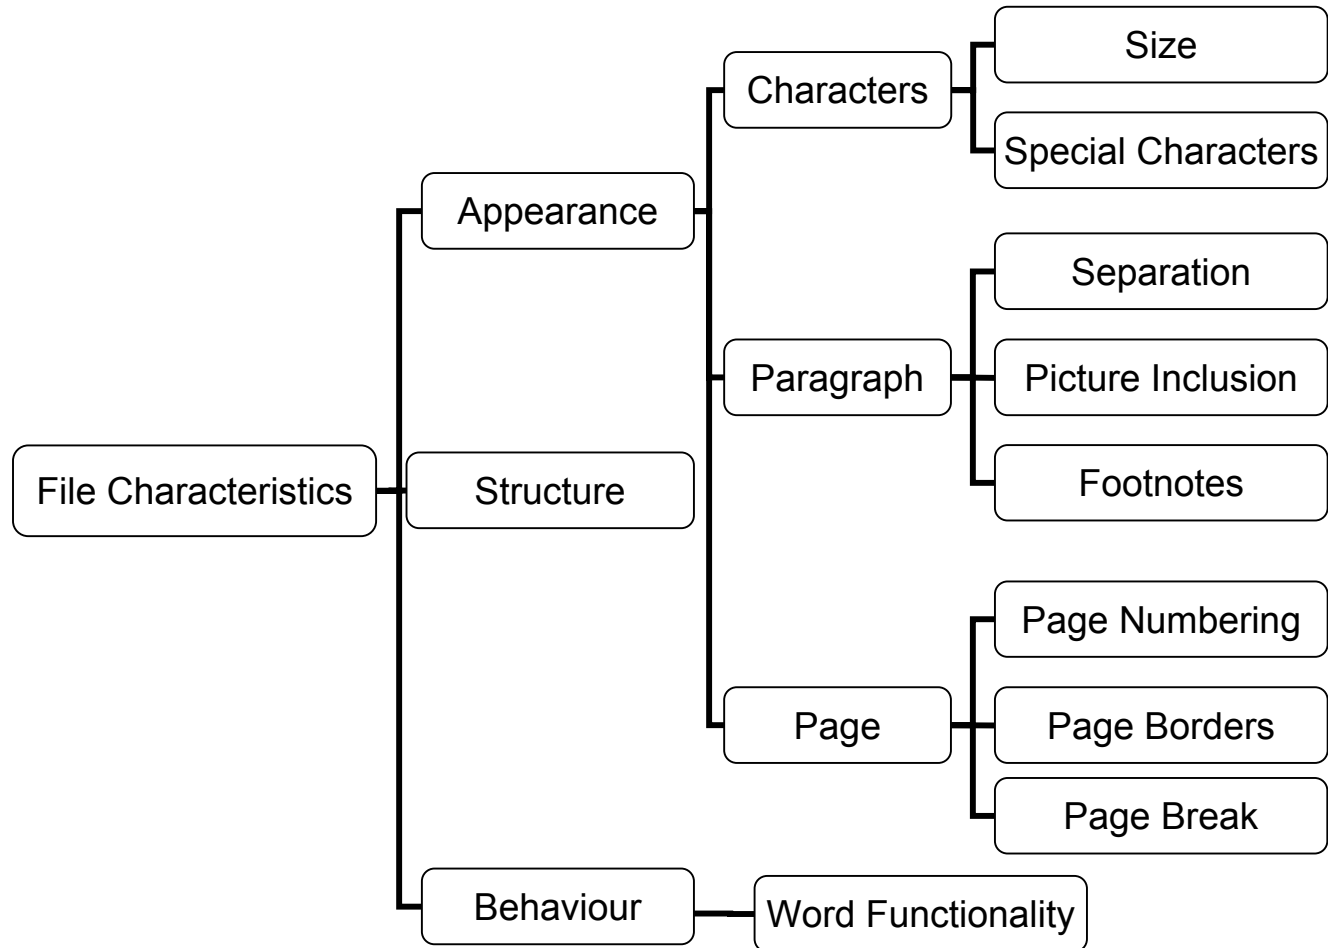 File Characteristics
Appearance
Characters
Size
Special Characters
Paragraph
Separation
Picture Inclusion
Footnotes
Page
Page Numbering
Page Borders
Page Break
Structure
Behaviour
Word Functionality